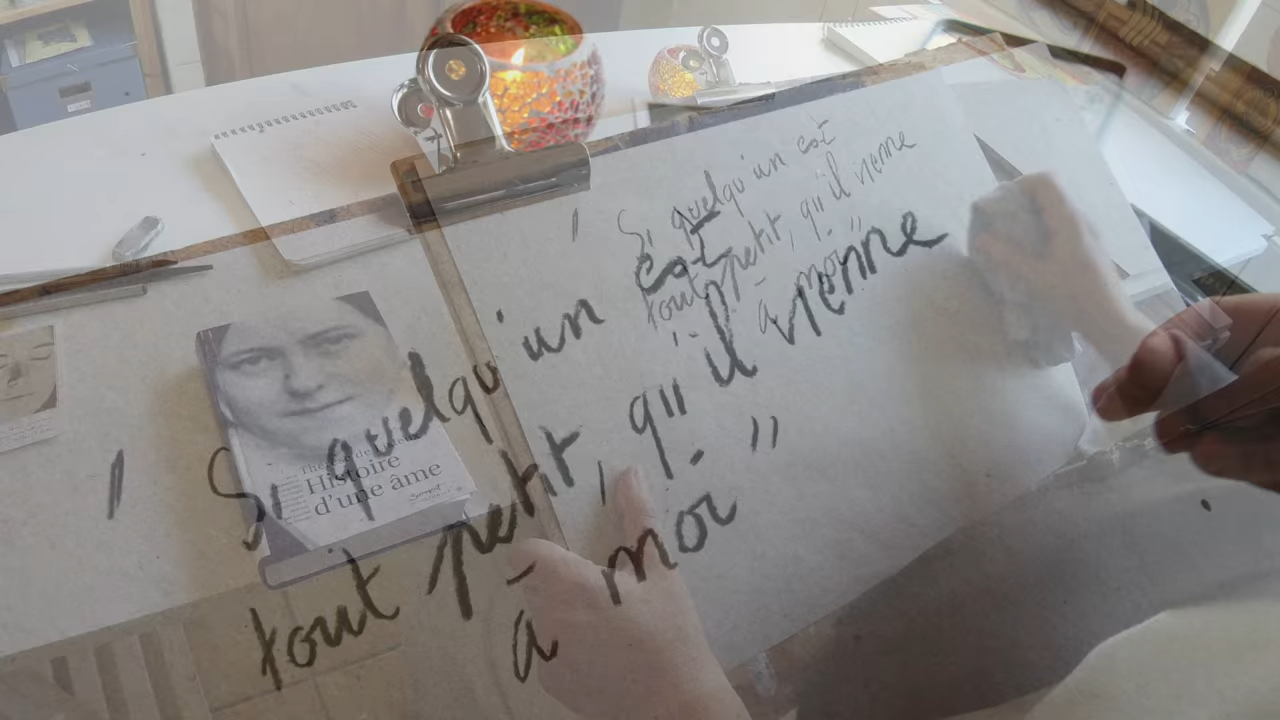 " Si quelqu'un est
tout petit, qu'il vienne
à moi "
" Si quelqu'un est
tout petit, qu'il vienne
à moi "
Histoire
d'une âme